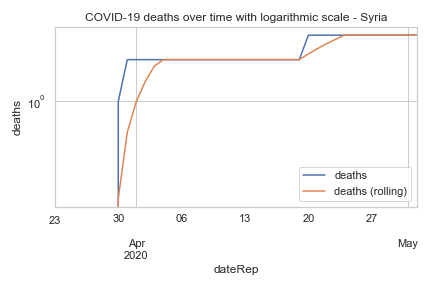 COVID-19 deaths over time with logarithmic scale - Syria
deaths
10⁰
deaths
deaths (rolling)
23 30 06 13 20 27
Apr May
2020
dateRep